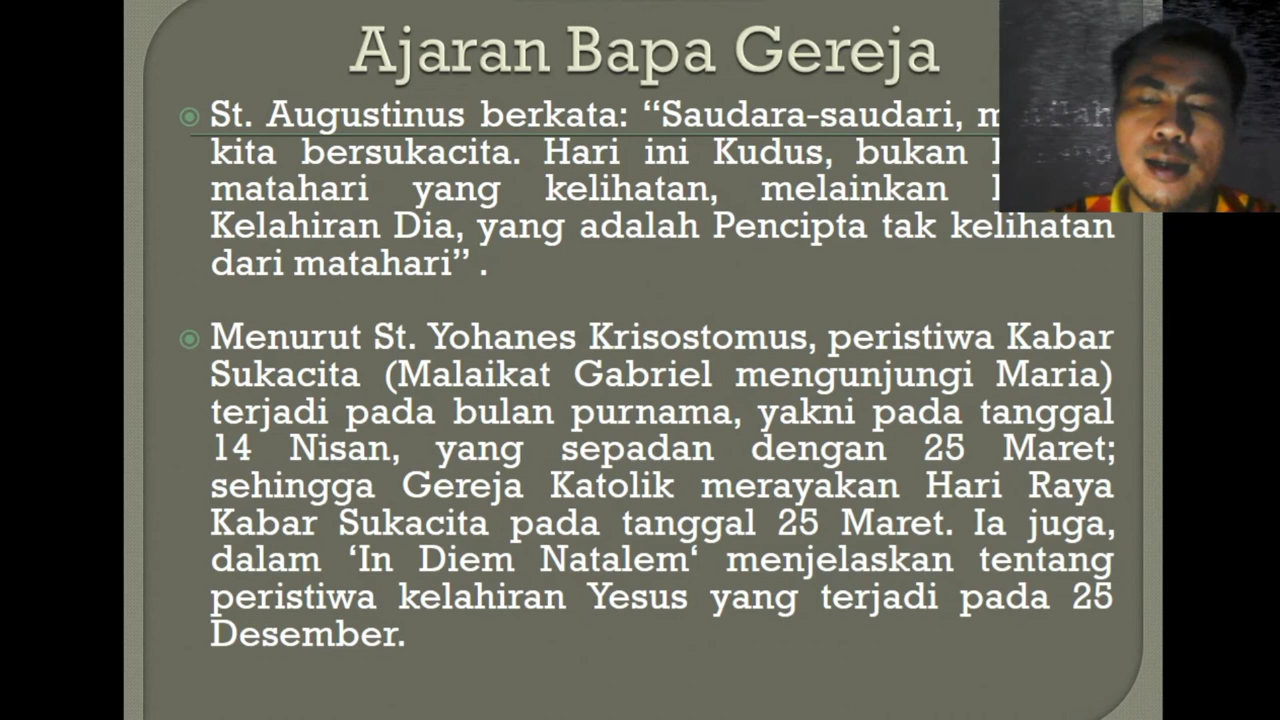 Ajaran Bapa Gereja
St. Augustinus berkata: “Saudara-saudari,
kita bersukacita. Hari ini Kudus, bukan
matahari yang kelihatan, melainkan
Kelahiran Dia, yang adalah Pencipta tak kelihatan
dari matahari” .
Menurut St. Yohanes Krisostomus, peristiwa Kabar
Sukacita (Malaikat Gabriel mengunjungi Maria)
terjadi pada bulan purnama, yakni pada tanggal
14 Nisan, yang sepadan dengan 25 Maret;
sehingga Gereja Katolik merayakan Hari Raya
Kabar Sukacita pada tanggal 25 Maret. Ia juga,
dalam ‘In Diem Natalem‘ menjelaskan tentang
peristiwa kelahiran Yesus yang terjadi pada 25
Desember.